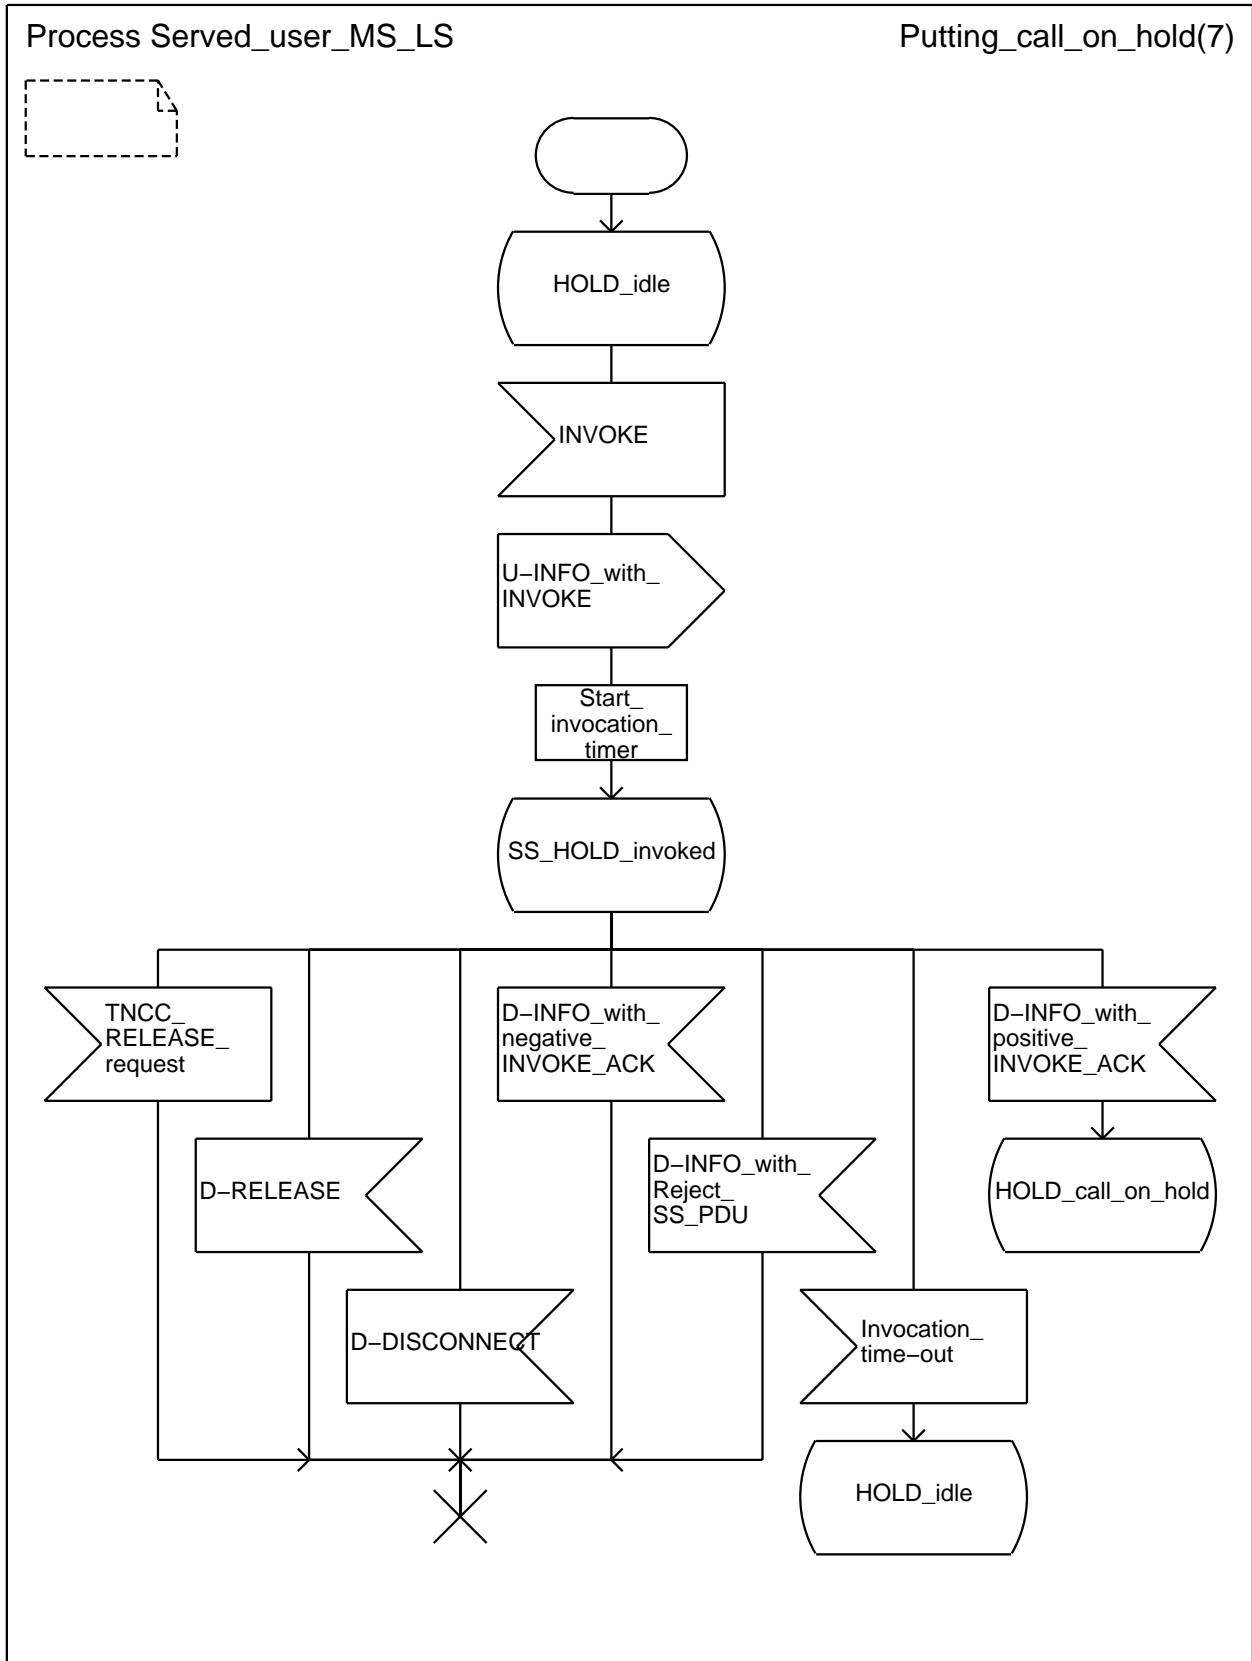 Process Served_user_MS_LS
Putting_call_on_hold(7)
HOLD_idle
INVOKE
U−INFO_with_
INVOKE
Start_
invocation_
timer
SS_HOLD_invoked
TNCC_
RELEASE_
request
D−INFO_with_
negative_
INVOKE_ACK
D−INFO_with_
positive_
INVOKE_ACK
D−RELEASE
D−INFO_with_
Reject_
SS_PDU
HOLD_call_on_hold
D−DISCONNECT
Invocation_
time−out
HOLD_idle